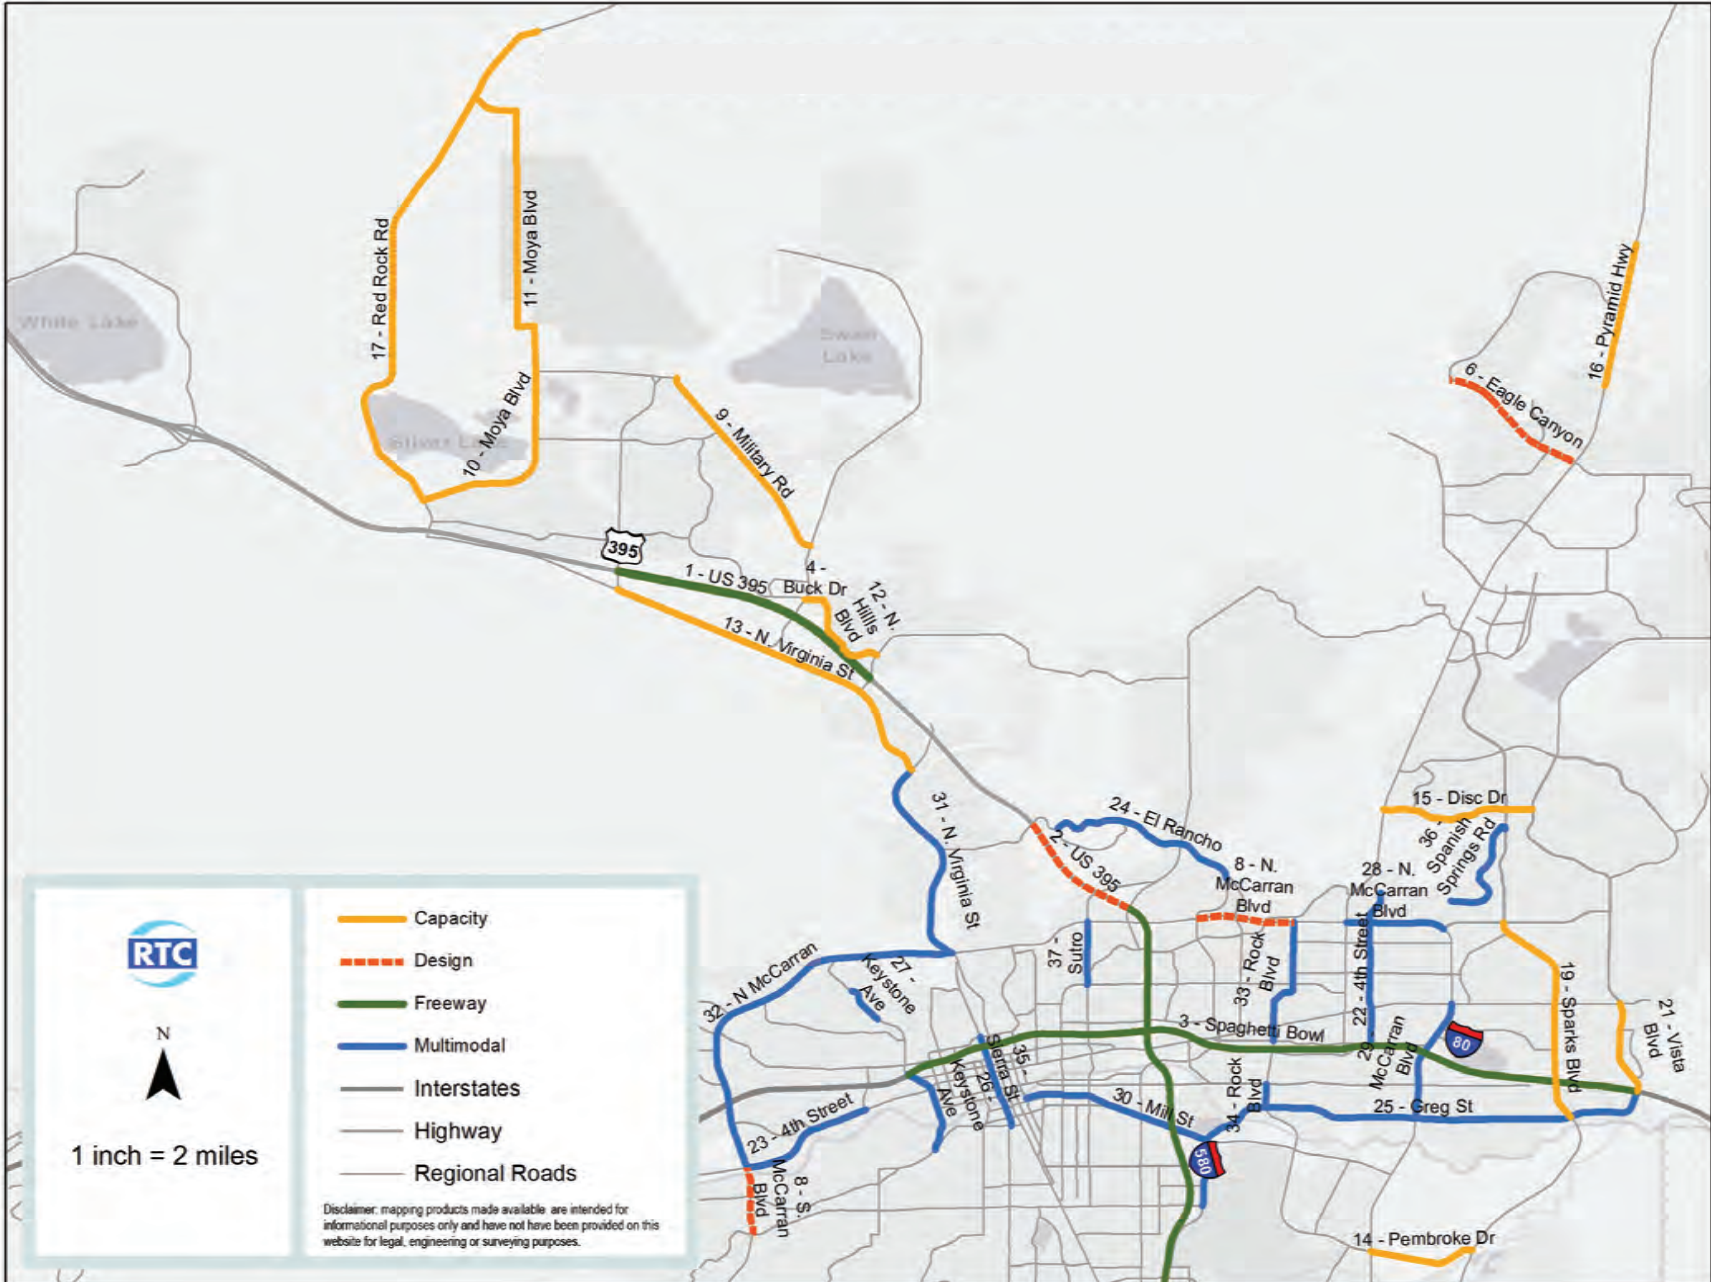 17 - Red Rock Rd
11 - Moya Blvd
White Lake
Swan
Lake
16 - Pyramid Hwy
6 - Eagle Canyon
10 - Moya Blvd
Silver Lake
9 - Military Rd
395
1 - US 395
4 -
Buck Dr
12 - N.
Hills
Blvd
13 - N. Virginia St
31 - N. Virginia St
24 - El Rancho
2 - US 395
15 - Disc Dr
36 -
Spanish
Springs Rd
8 - N.
McCarran
Blvd
28 - N.
McCarran
Blvd
37 -
Sutro
33 - Rock
Blvd
22 - 4th Street
32 - N McCarran
27 -
Keystone
Ave
19 - Sparks Blvd
21 - Vista
Blvd
3 - Spaghetti Bowl
29 -
McCarran
Blvd
80
35 -
Sierra St
26 -
Keystone
Ave
23 - 4th Street
30 - Mill St
34 - Rock
Blvd
25 - Greg St
580
8 - S.
McCarran
Blvd
14 - Pembroke Dr
RTC
N
1 inch = 2 miles
Capacity
Design
Freeway
Multimodal
Interstates
Highway
Regional Roads
Disclaimer: mapping products made available are intended for
informational purposes only and have not have been provided on this
website for legal, engineering or surveying purposes.